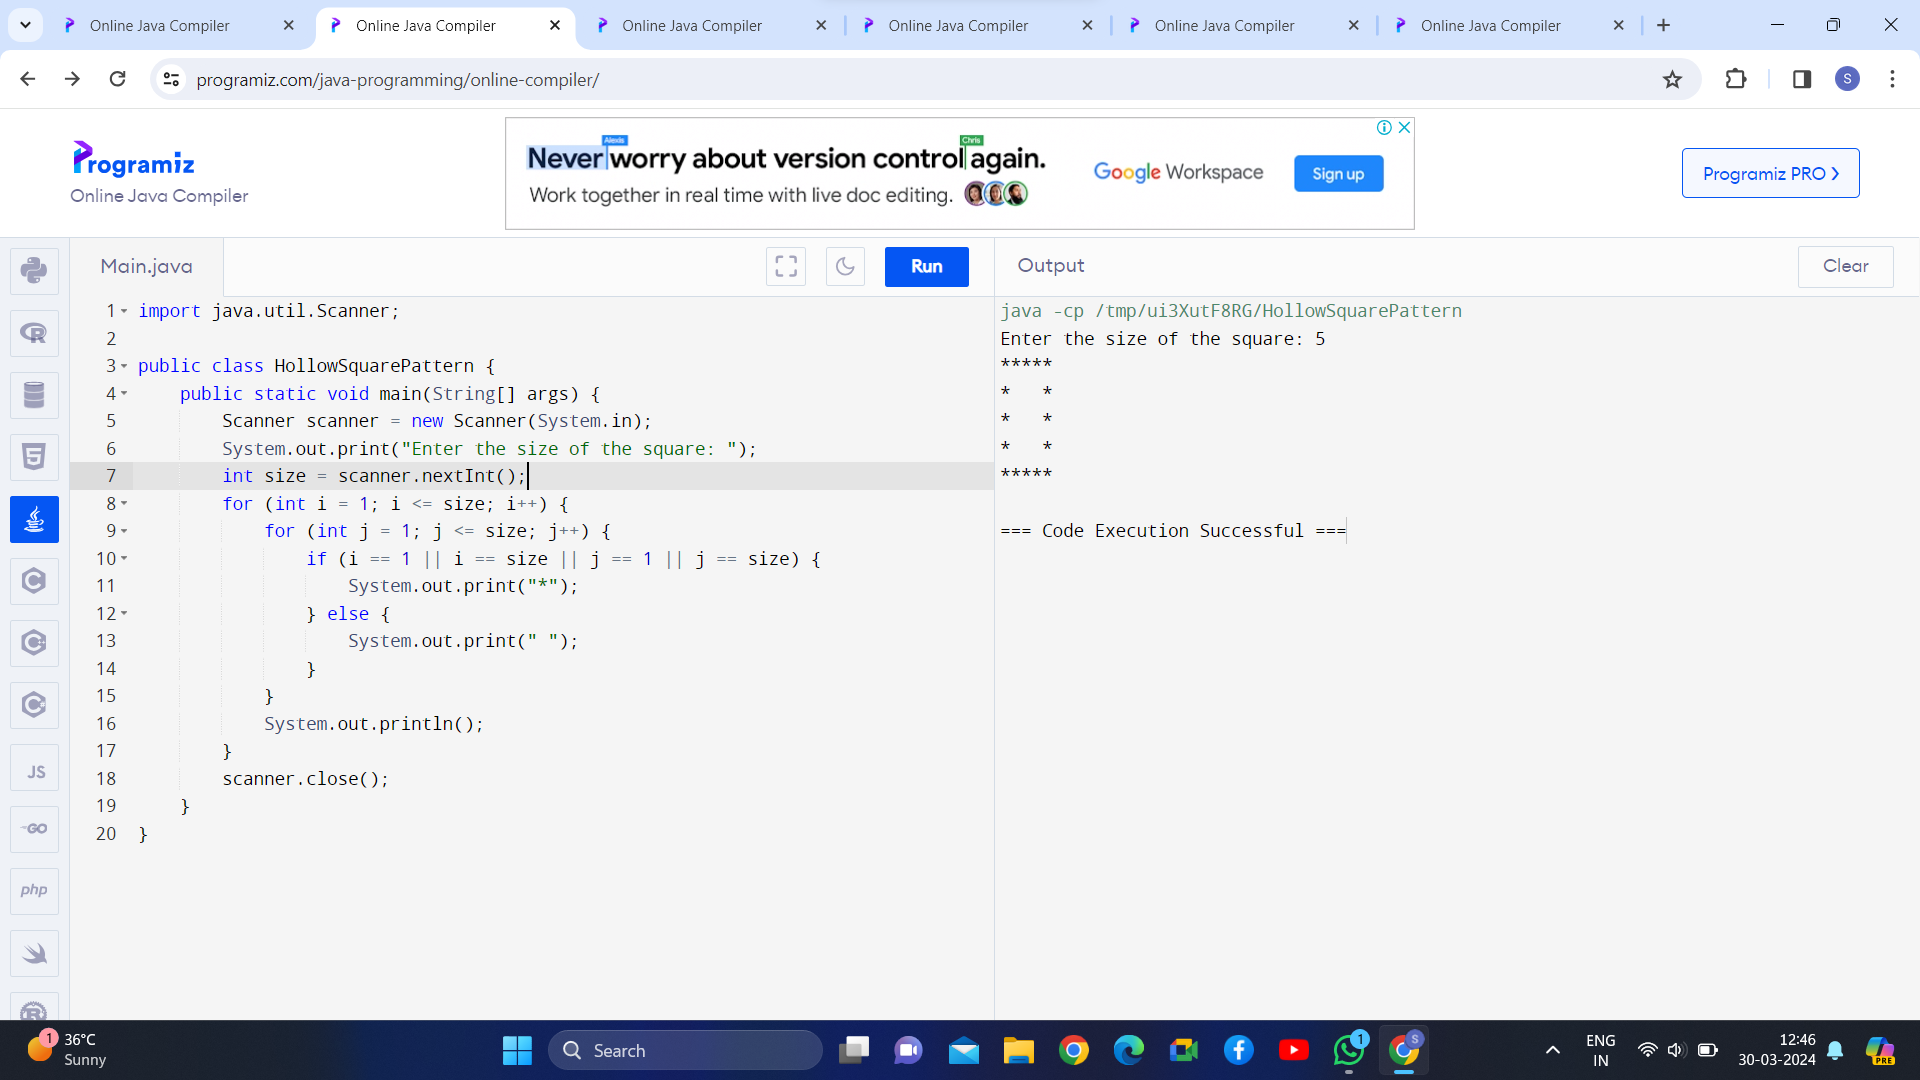 Online Java Compiler
Online Java Compiler
Online Java Compiler
Online Java Compiler
Online Java Compiler
Online Java Compiler
programiz.com/java-programming/online-compiler/
S
Programiz
Online Java Compiler
Alexis
Chris
Never worry about version control again.
Work together in real time with live doc editing.
Google Workspace
Sign up
Programiz PRO
Main.java
Run
Output
Clear
1 import java.util.Scanner;
2
3 public class HollowSquarePattern {
4     public static void main(String[] args) {
5         Scanner scanner = new Scanner(System.in);
6         System.out.print("Enter the size of the square: ");
7         int size = scanner.nextInt();
8         for (int i = 1; i <= size; i++) {
9             for (int j = 1; j <= size; j++) {
10                 if (i == 1 || i == size || j == 1 || j == size) {
11                     System.out.print("*");
12                 } else {
13                     System.out.print(" ");
14                 }
15             }
16             System.out.println();
17         }
18         scanner.close();
19     }
20 }
java -cp /tmp/ui3XutF8RG/HollowSquarePattern
Enter the size of the square: 5
*****
*   *
*   *
*   *
*****
=== Code Execution Successful ===
R
5
C
C
C
JS
GO
php
R
1
36°C
Sunny
Search
1
S
ENG
IN
12:46
30-03-2024
PRE